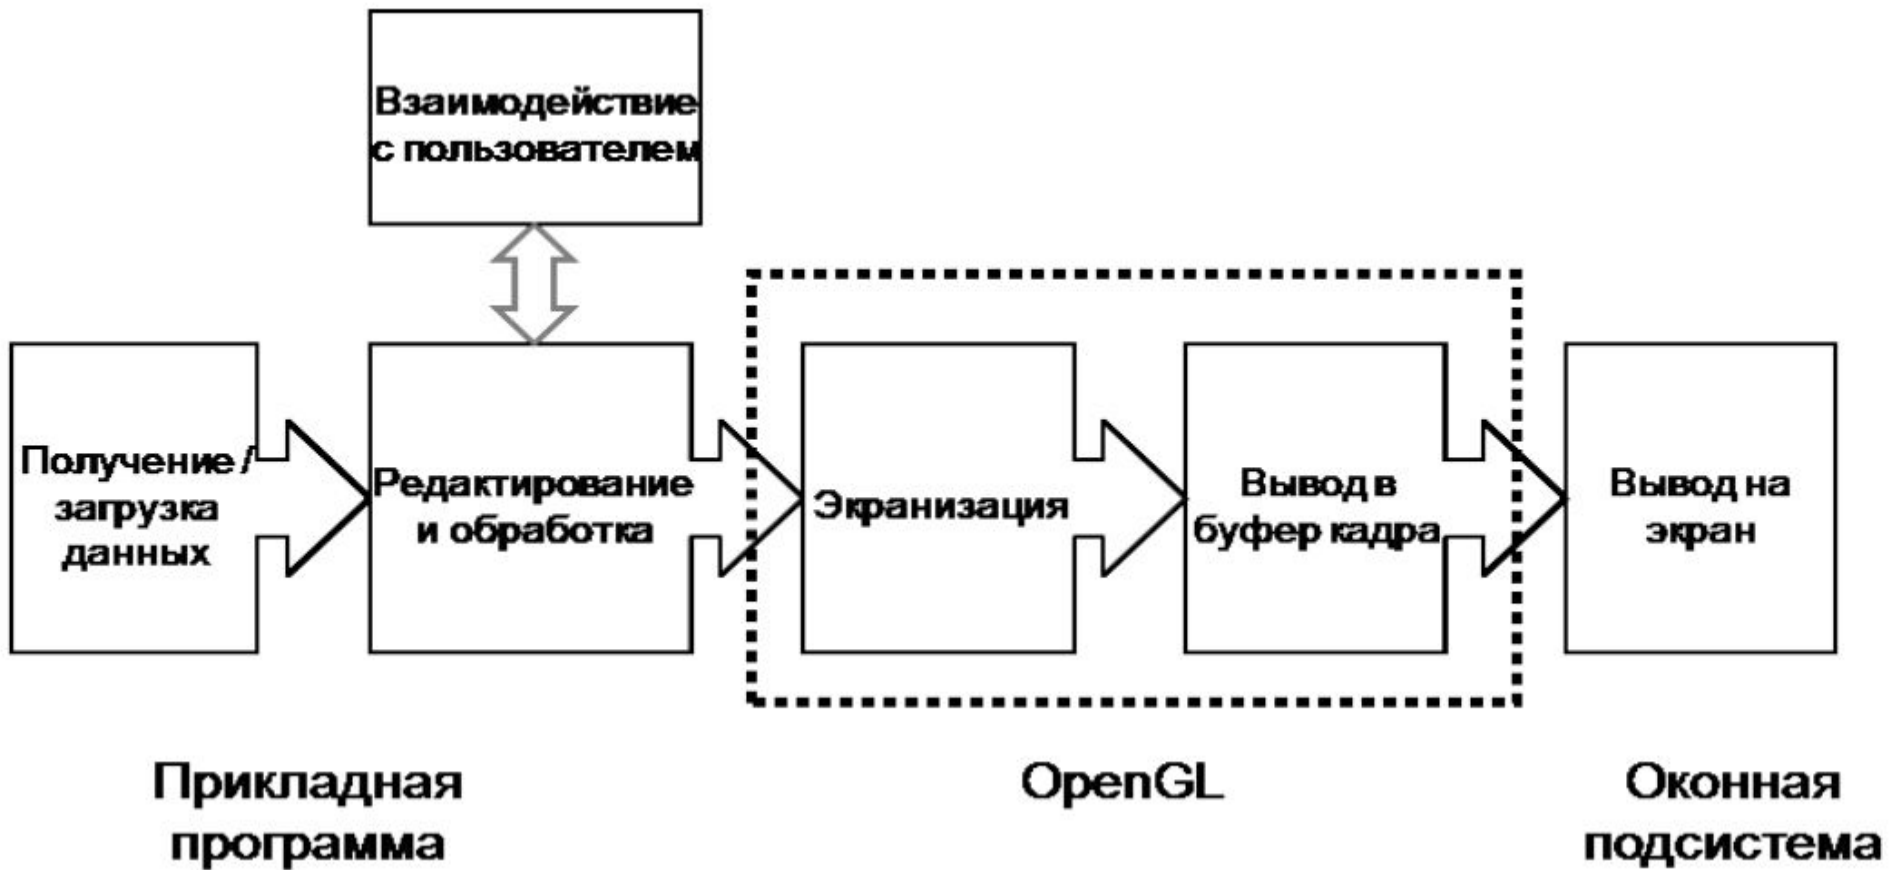 Взаимодействие
с пользователем
Получение /
загрузка
данных
Редактирование
и обработка
Экранизация
Вывод в
буфер кадра
Вывод на
экран
Прикладная
программа
OpenGL
Оконная
подсистема